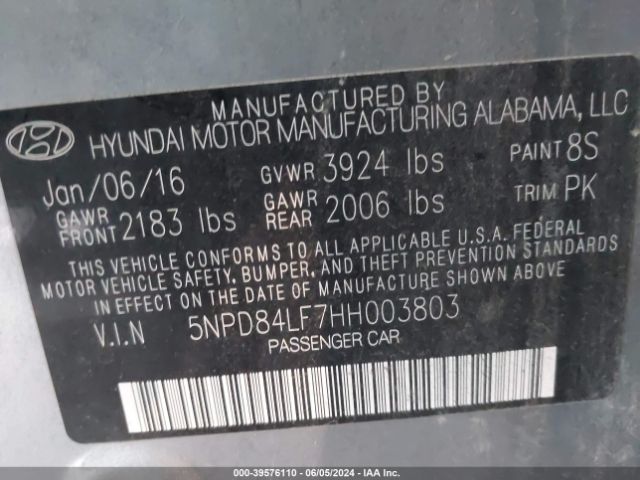 MANUFACTURED BY
HYUNDAI MOTOR MANUFACTURING ALABAMA, LLC
Jan/06/16 GVWR 3924 lbs PAINT 8S
GAWR FRONT 2183 lbs GAWR REAR 2006 lbs TRIM PK
THIS VEHICLE CONFORMS TO ALL APPLICABLE U.S.A. FEDERAL
MOTOR VEHICLE SAFETY, BUMPER, AND THEFT PREVENTION STANDARDS
IN EFFECT ON THE DATE OF MANUFACTURE SHOWN ABOVE
V.I.N 5NPD84LF7HH003803
PASSENGER CAR
000-39576110 - 06/05/2024 - IAA Inc.